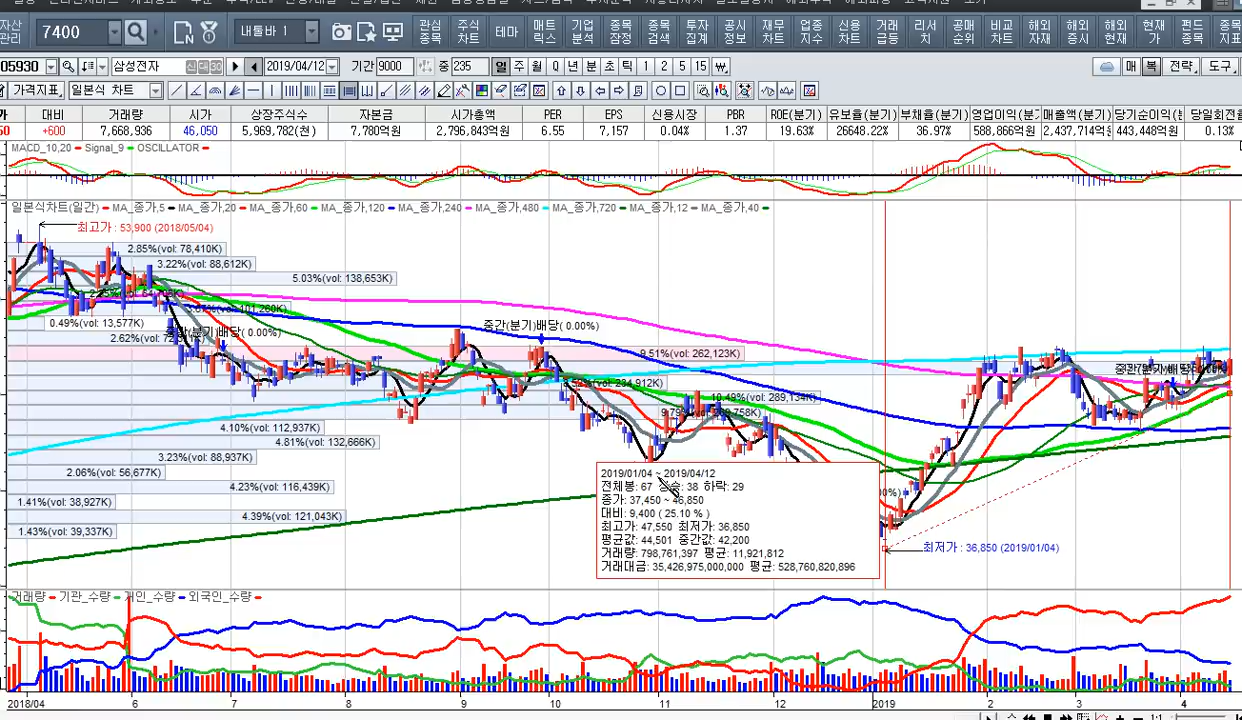 자산관리 7400 내툴바 1 관심종목 주식차트 테마 매트릭스 기업분석 종목잠정 종목검색 투자집계 공시정보 재무차트 업종지수 신용차트 거래급등 리서치 공매순위 비교차트 해외자재 해외증시 해외현재 현재가 펀드종목
05930 삼성전자 신 대 30 2019/04/12 기간 9000 중 235 일 주 월 Q 년 분 초 틱 1 2 5 15 매 복 전략 도구
가격지표 일본식 차트
대비 거래량 시가 상장주식수 자본금 시가총액 PER EPS 신용시장 PBR ROE(분기) 유보율(분기) 부채율(분기) 영업이익(분기 매출액(분기) 당기순이익(분 당일회전
50 +600 7,668,936 46,050 5,969,782(천) 7,780억원 2,796,843억원 6.55 7,157 0.04% 1.37 19.63% 26648.22% 36.97% 588,866억원 2,437,714억원 443,448억원 0.13%
MACD_10,20 Signal_9 OSCILLATOR
일본식차트(일간) MA_종가,5 MA_종가,20 MA_종가,60 MA_종가,120 MA_종가,240 MA_종가,480 MA_종가,720 MA_종가,12 MA_종가,40
최고가 : 53,900 (2018/05/04)
2.85%(vol: 78,410K)
3.22%(vol: 88,612K)
5.03%(vol: 138,653K)
0.49%(vol: 13,577K)
중간(분기)배당( 0.00%)
중간(분기)배당( 0.00%)
9.51%(vol: 262,123K)
10.49%(vol: 289,134K)
4.10%(vol: 112,937K)
4.81%(vol: 132,666K)
3.23%(vol: 88,937K)
2.06%(vol: 56,677K)
4.23%(vol: 116,439K)
1.41%(vol: 38,927K)
4.39%(vol: 121,043K)
1.43%(vol: 39,337K)
2019/01/04 ~ 2019/04/12
전체봉: 67 상승: 38 하락: 29
종가: 37,450 ~ 46,850
대비: 9,400 ( 25.10 % )
최고가: 47,550 최저가: 36,850
평균값: 44,501 중간값: 42,200
거래량: 798,761,397 평균: 11,921,812
거래대금: 35,426,975,000,000 평균: 528,760,820,896
최저가 : 36,850 (2019/01/04)
거래량 기관_수량 개인_수량 외국인_수량
2018/04 6 7 8 9 10 11 12 2019 2 3 4